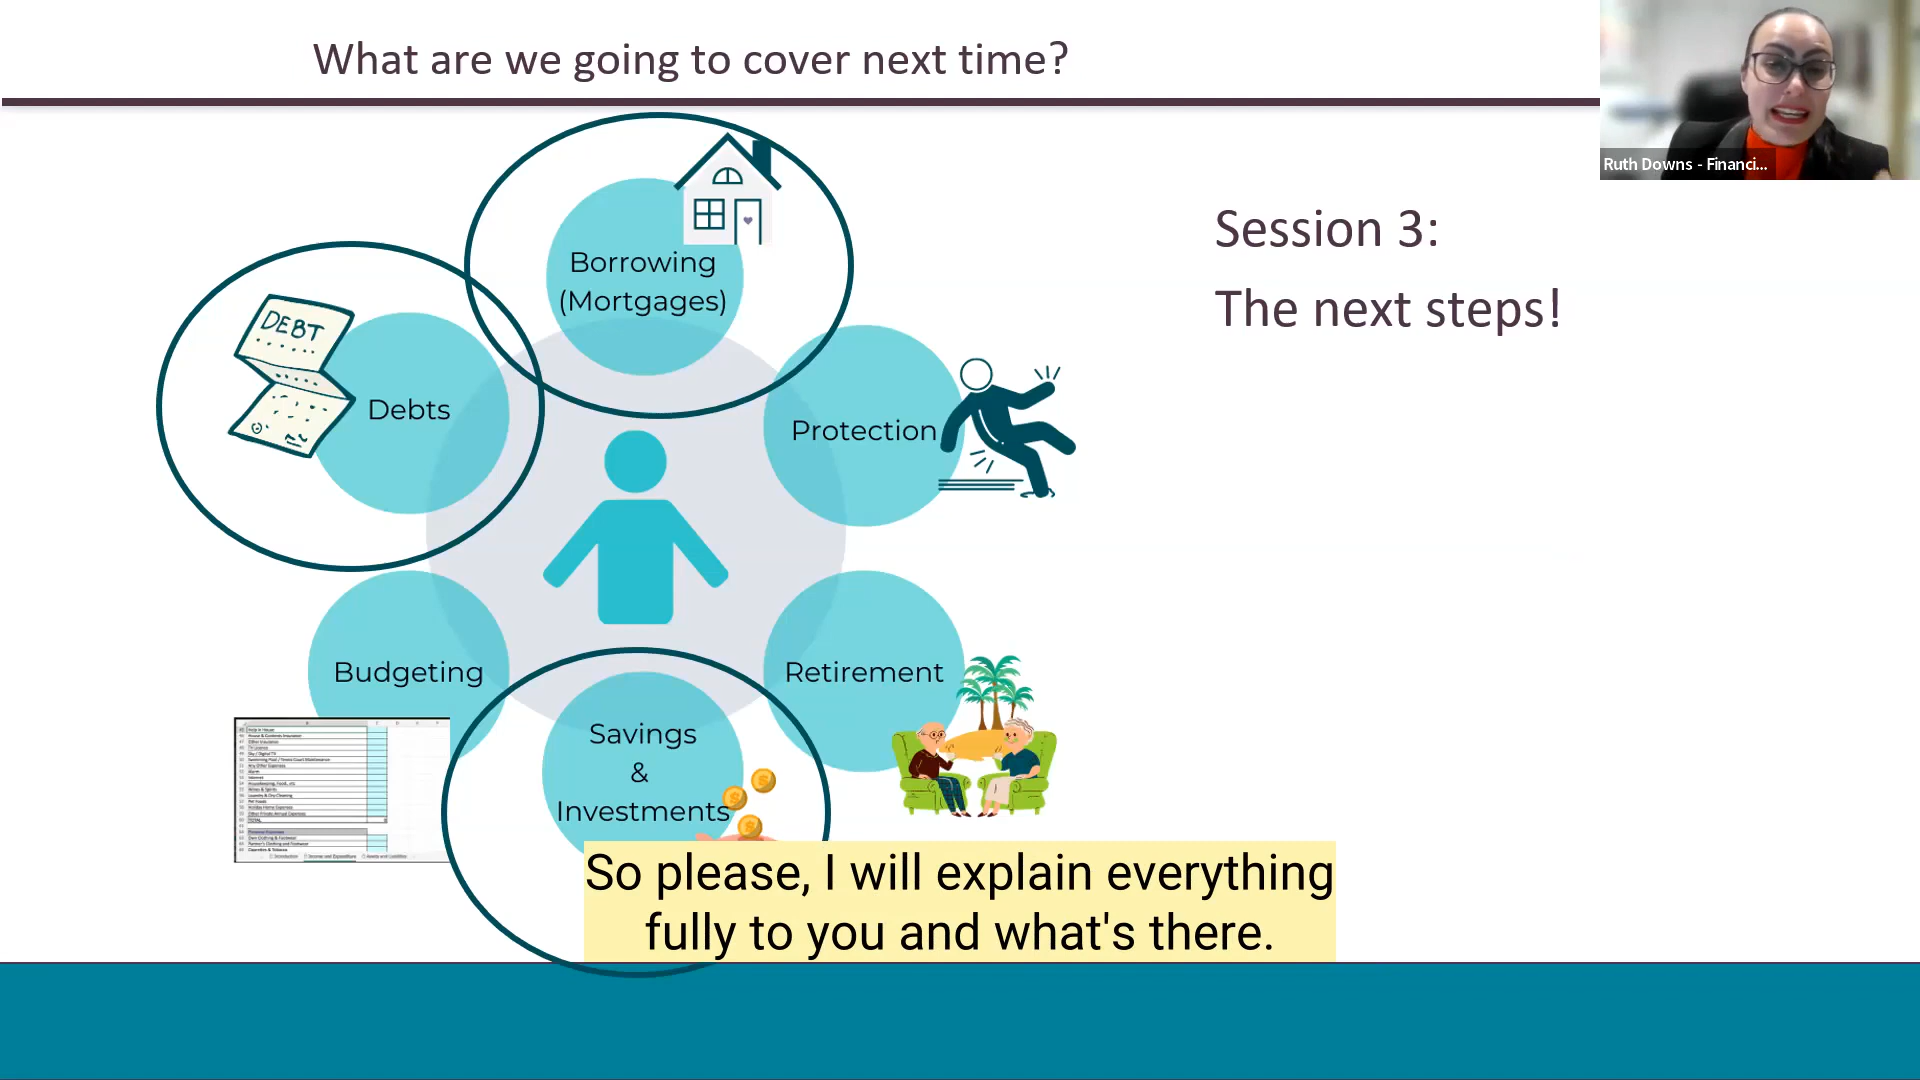 What are we going to cover next time?
Ruth Downs - Financi...
Session 3:
The next steps!
Borrowing
(Mortgages)
DEBT
Debts
Protection
Budgeting
Retirement
Savings
&
Investments
So please, I will explain everything
fully to you and what's there.